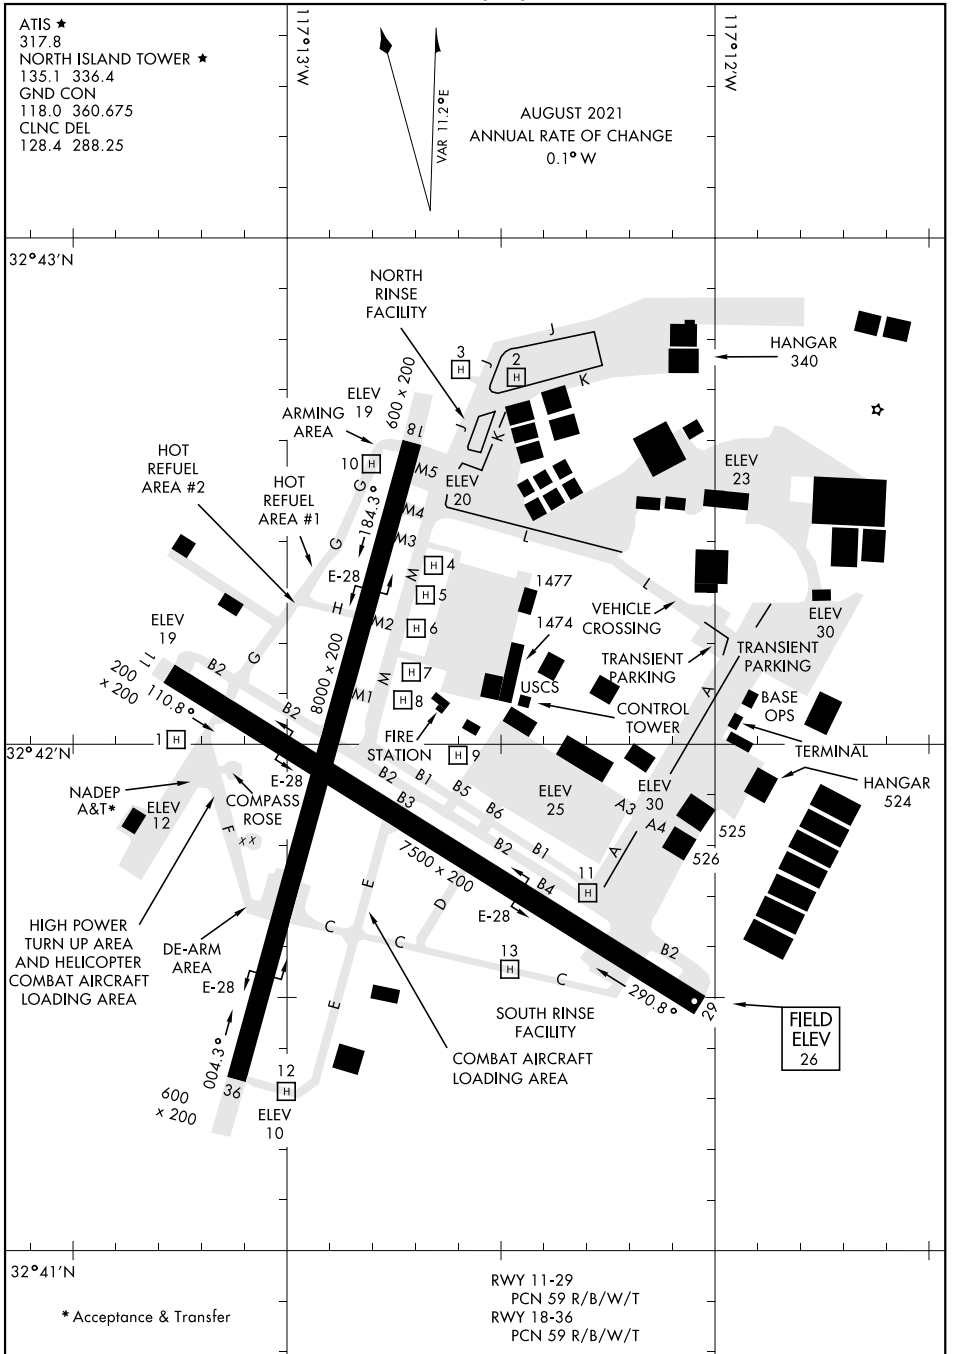 ATIS ★
317.8
NORTH ISLAND TOWER ★
135.1 336.4
GND CON
118.0 360.675
CLNC DEL
128.4 288.25
117°13'W
VAR 11.2°E
AUGUST 2021
ANNUAL RATE OF CHANGE
0.1° W
117°12'W
32°43'N
NORTH
RINSE
FACILITY
J
HANGAR
340
3
H
2
H
J
K
ELEV
19
600 x 200
ARMING
AREA
18
J
K
10 H
M5
ELEV
20
ELEV
23
HOT
REFUEL
AREA #2
HOT
REFUEL
AREA #1
G
184.3°
M4
M3
L
G
H 4
E-28
M
H 5
1477
L
VEHICLE
CROSSING
H
M2
H 6
1474
ELEV
30
ELEV
19
TRANSIENT
PARKING
TRANSIENT
PARKING
11
B2
G
8000 x 200
M
H 7
200
x 200
110.8°
M1
H 8
USCS
A
BASE
OPS
B2
CONTROL
TOWER
1 H
32°42'N
FIRE
STATION
H 9
TERMINAL
E-28
NADEP
A&T*
ELEV
12
COMPASS
ROSE
B2
B1
B5
B3
B6
ELEV
25
ELEV
30
A3
A4
HANGAR
524
525
526
F
x x
7500 x 200
B2
B1
A
E
B4
11
H
D
E-28
HIGH POWER
TURN UP AREA
AND HELICOPTER
COMBAT AIRCRAFT
LOADING AREA
DE-ARM
AREA
C
C
13
H
B2
C
E-28
E
290.8°
29
SOUTH RINSE
FACILITY
FIELD
ELEV
26
004.3°
COMBAT AIRCRAFT
LOADING AREA
36
12
H
600
x 200
ELEV
10
32°41'N
RWY 11-29
PCN 59 R/B/W/T
RWY 18-36
PCN 59 R/B/W/T
* Acceptance & Transfer